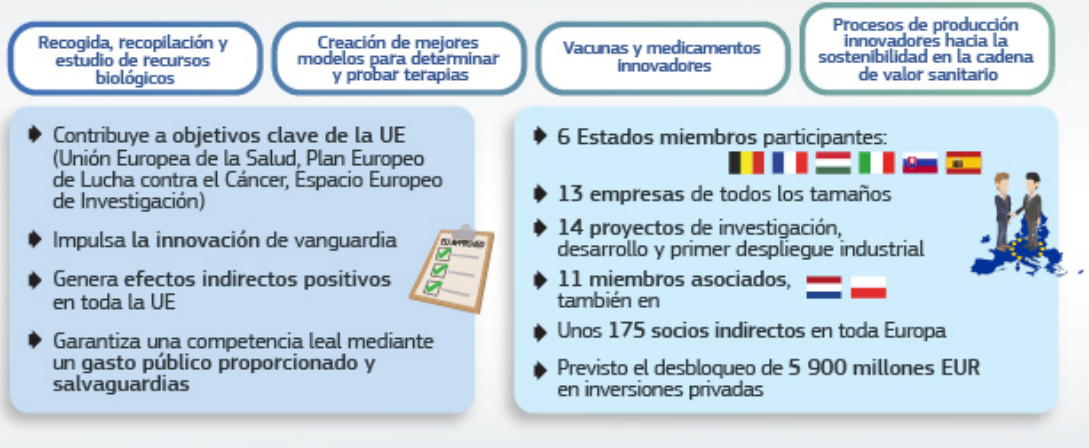 Recogida, recopilación y
estudio de recursos
biológicos
Creación de mejores
modelos para determinar
y probar terapias
Vacunas y medicamentos
innovadores
Procesos de producción
innovadores hacia la
sostenibilidad en la cadena
de valor sanitario
Contribuye a objetivos clave de la UE
(Unión Europea de la Salud, Plan Europeo
de Lucha contra el Cáncer, Espacio Europeo
de Investigación)
Impulsa la innovación de vanguardia
Genera efectos indirectos positivos
en toda la UE
Garantiza una competencia leal mediante
un gasto público proporcionado y
salvaguardias
EU APPROVED
6 Estados miembros participantes:
13 empresas de todos los tamaños
14 proyectos de investigación,
desarrollo y primer despliegue industrial
11 miembros asociados,
también en
Unos 175 socios indirectos en toda Europa
Previsto el desbloqueo de 5 900 millones EUR
en inversiones privadas